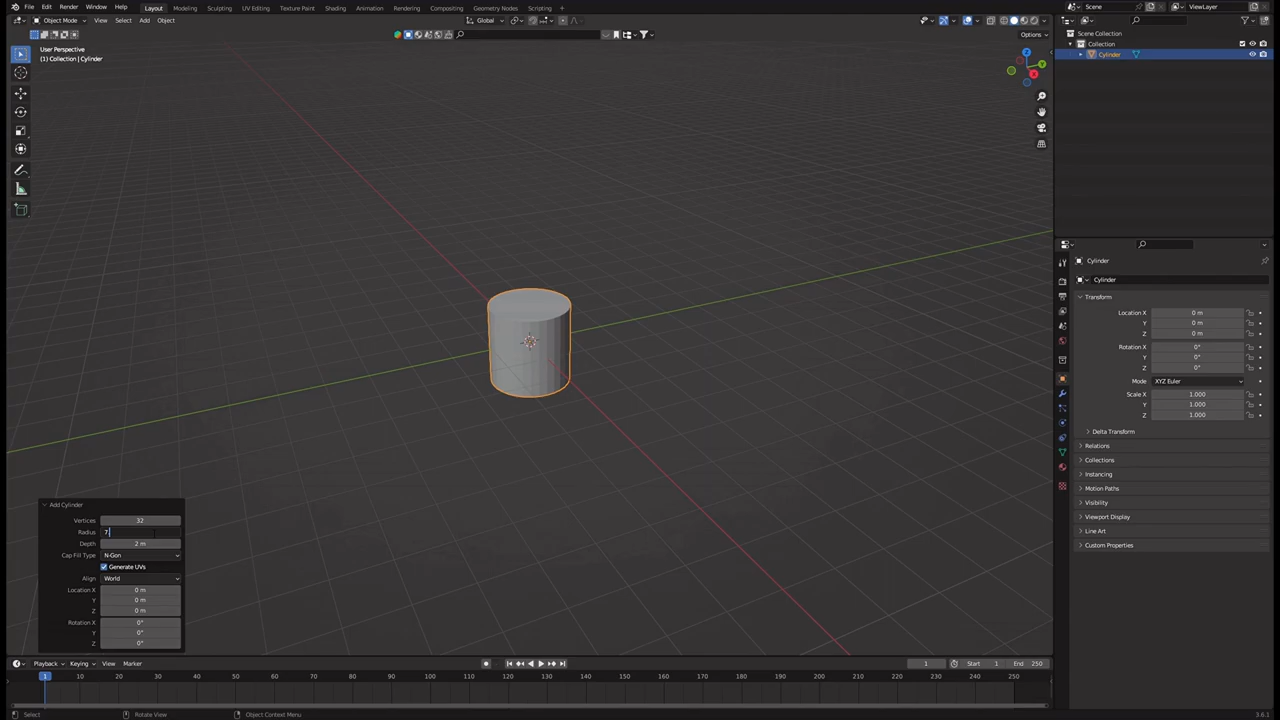 File Edit Render Window Help Layout Modeling Sculpting UV Editing Texture Paint Shading Animation Rendering Compositing Geometry Nodes Scripting Scene ViewLayer
Object Mode View Select Add Object Global
Options
User Perspective
(1) Collection | Cylinder
Scene Collection
Collection
Cylinder
Z
Y
X
Cylinder
Cylinder
Transform
Location X 0 m
Y 0 m
Z 0 m
Rotation X 0°
Y 0°
Z 0°
Mode XYZ Euler
Scale X 1.000
Y 1.000
Z 1.000
Delta Transform
Relations
Collections
Instancing
Motion Paths
Visibility
Viewport Display
Line Art
Custom Properties
Add Cylinder
Vertices 32
Radius 7
Depth 2 m
Cap Fill Type N-Gon
Generate UVs
Align World
Location X 0 m
Y 0 m
Z 0 m
Rotation X 0°
Y 0°
Z 0°
Playback Keying View Marker 1 Start 1 End 250
1 10 20 30 40 50 60 70 80 90 100 110 120 130 140 150 160 170 180 190 200 210 220 230 240 250
Select Rotate View Object Context Menu 3.6.1